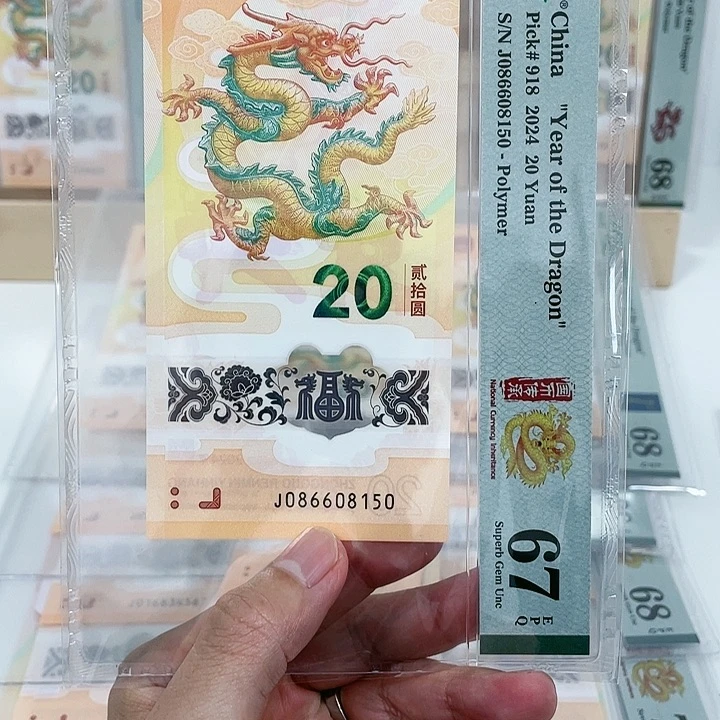 20
贰拾圆
J086608150
China "Year of the Dragon"
Pick# 918 2024 20 Yuan
S/N J086608150 - Polymer
National Currency Inheritance
67
EPQ
Superb Gem Unc
68
68
68